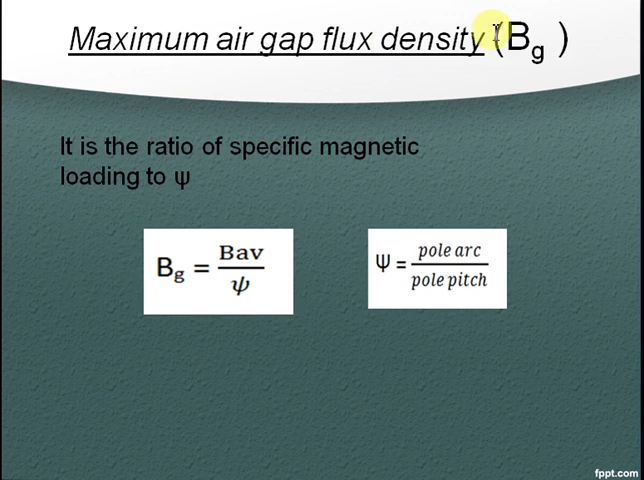 Maximum air gap flux density (Bg )
It is the ratio of specific magnetic
loading to ψ
Bg = Bav/ψ
ψ = pole arc/pole pitch
fppt.com